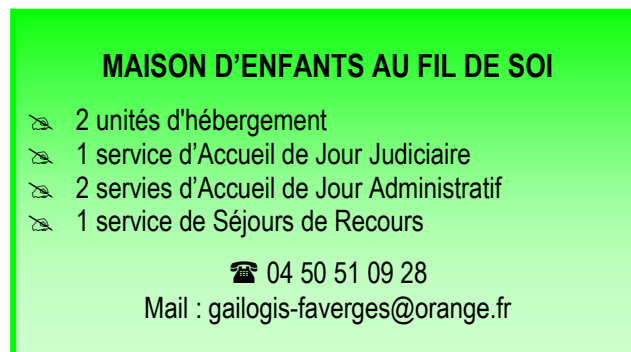 MAISON D'ENFANTS AU FIL DE SOI
2 unités d'hébergement
1 service d'Accueil de Jour Judiciaire
2 servies d'Accueil de Jour Administratif
1 service de Séjours de Recours
☎ 04 50 51 09 28
Mail : gailogis-faverges@orange.fr